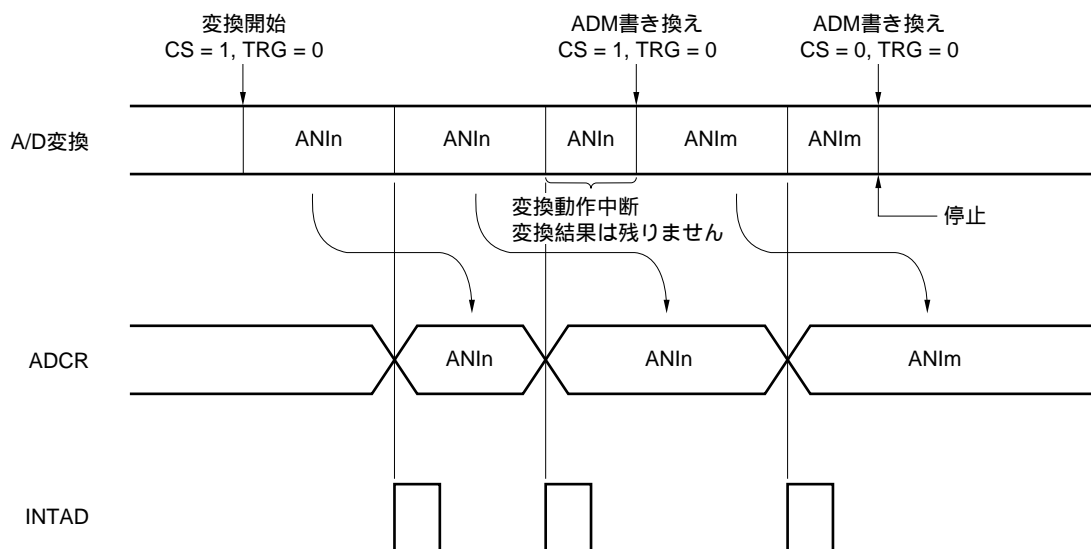 変換開始
CS = 1, TRG = 0
ADM書き換え
CS = 1, TRG = 0
ADM書き換え
CS = 0, TRG = 0
A/D変換
ANIn
ANIn
ANIn
ANIm
ANIm
変換動作中断
変換結果は残りません
停止
ADCR
ANIn
ANIn
ANIm
INTAD